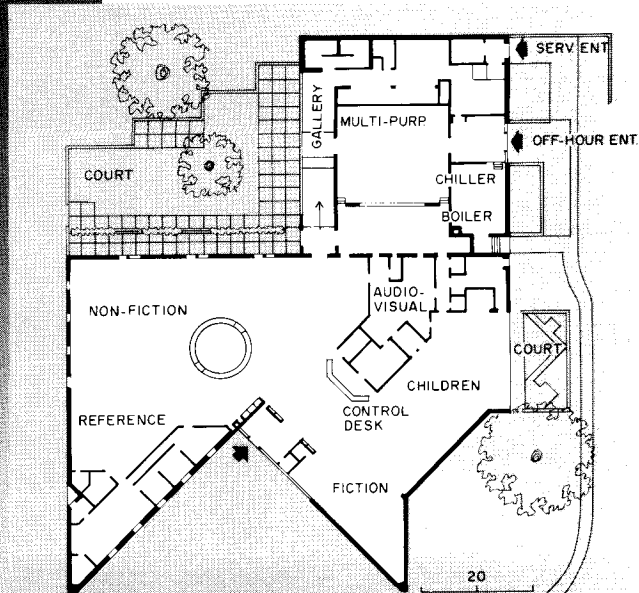 SERV. ENT
GALLERY
MULTI-PURP.
OFF-HOUR ENT.
COURT
CHILLER
BOILER
AUDIO-
VISUAL
NON-FICTION
COURT
CHILDREN
CONTROL
DESK
REFERENCE
FICTION
20